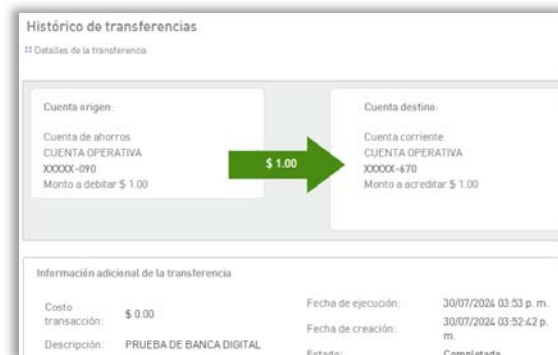 Histórico de transferencias
Detalles de la transferencia
Cuenta origen:
Cuenta de ahorros
CUENTA OPERATIVA
XXXXX-090
Monto a debitar $ 1.00
$ 1.00
Cuenta destino:
Cuenta corriente
CUENTA OPERATIVA
XXXXX-670
Monto a acreditar $ 1.00
Información adicional de la transferencia
Costo
transacción: $ 0.00
Descripción: PRUEBA DE BANCA DIGITAL
Fecha de ejecución: 30/07/2024 03:53 p. m.
Fecha de creación: 30/07/2024 03:52:42 p.
m.
Estado: Completada